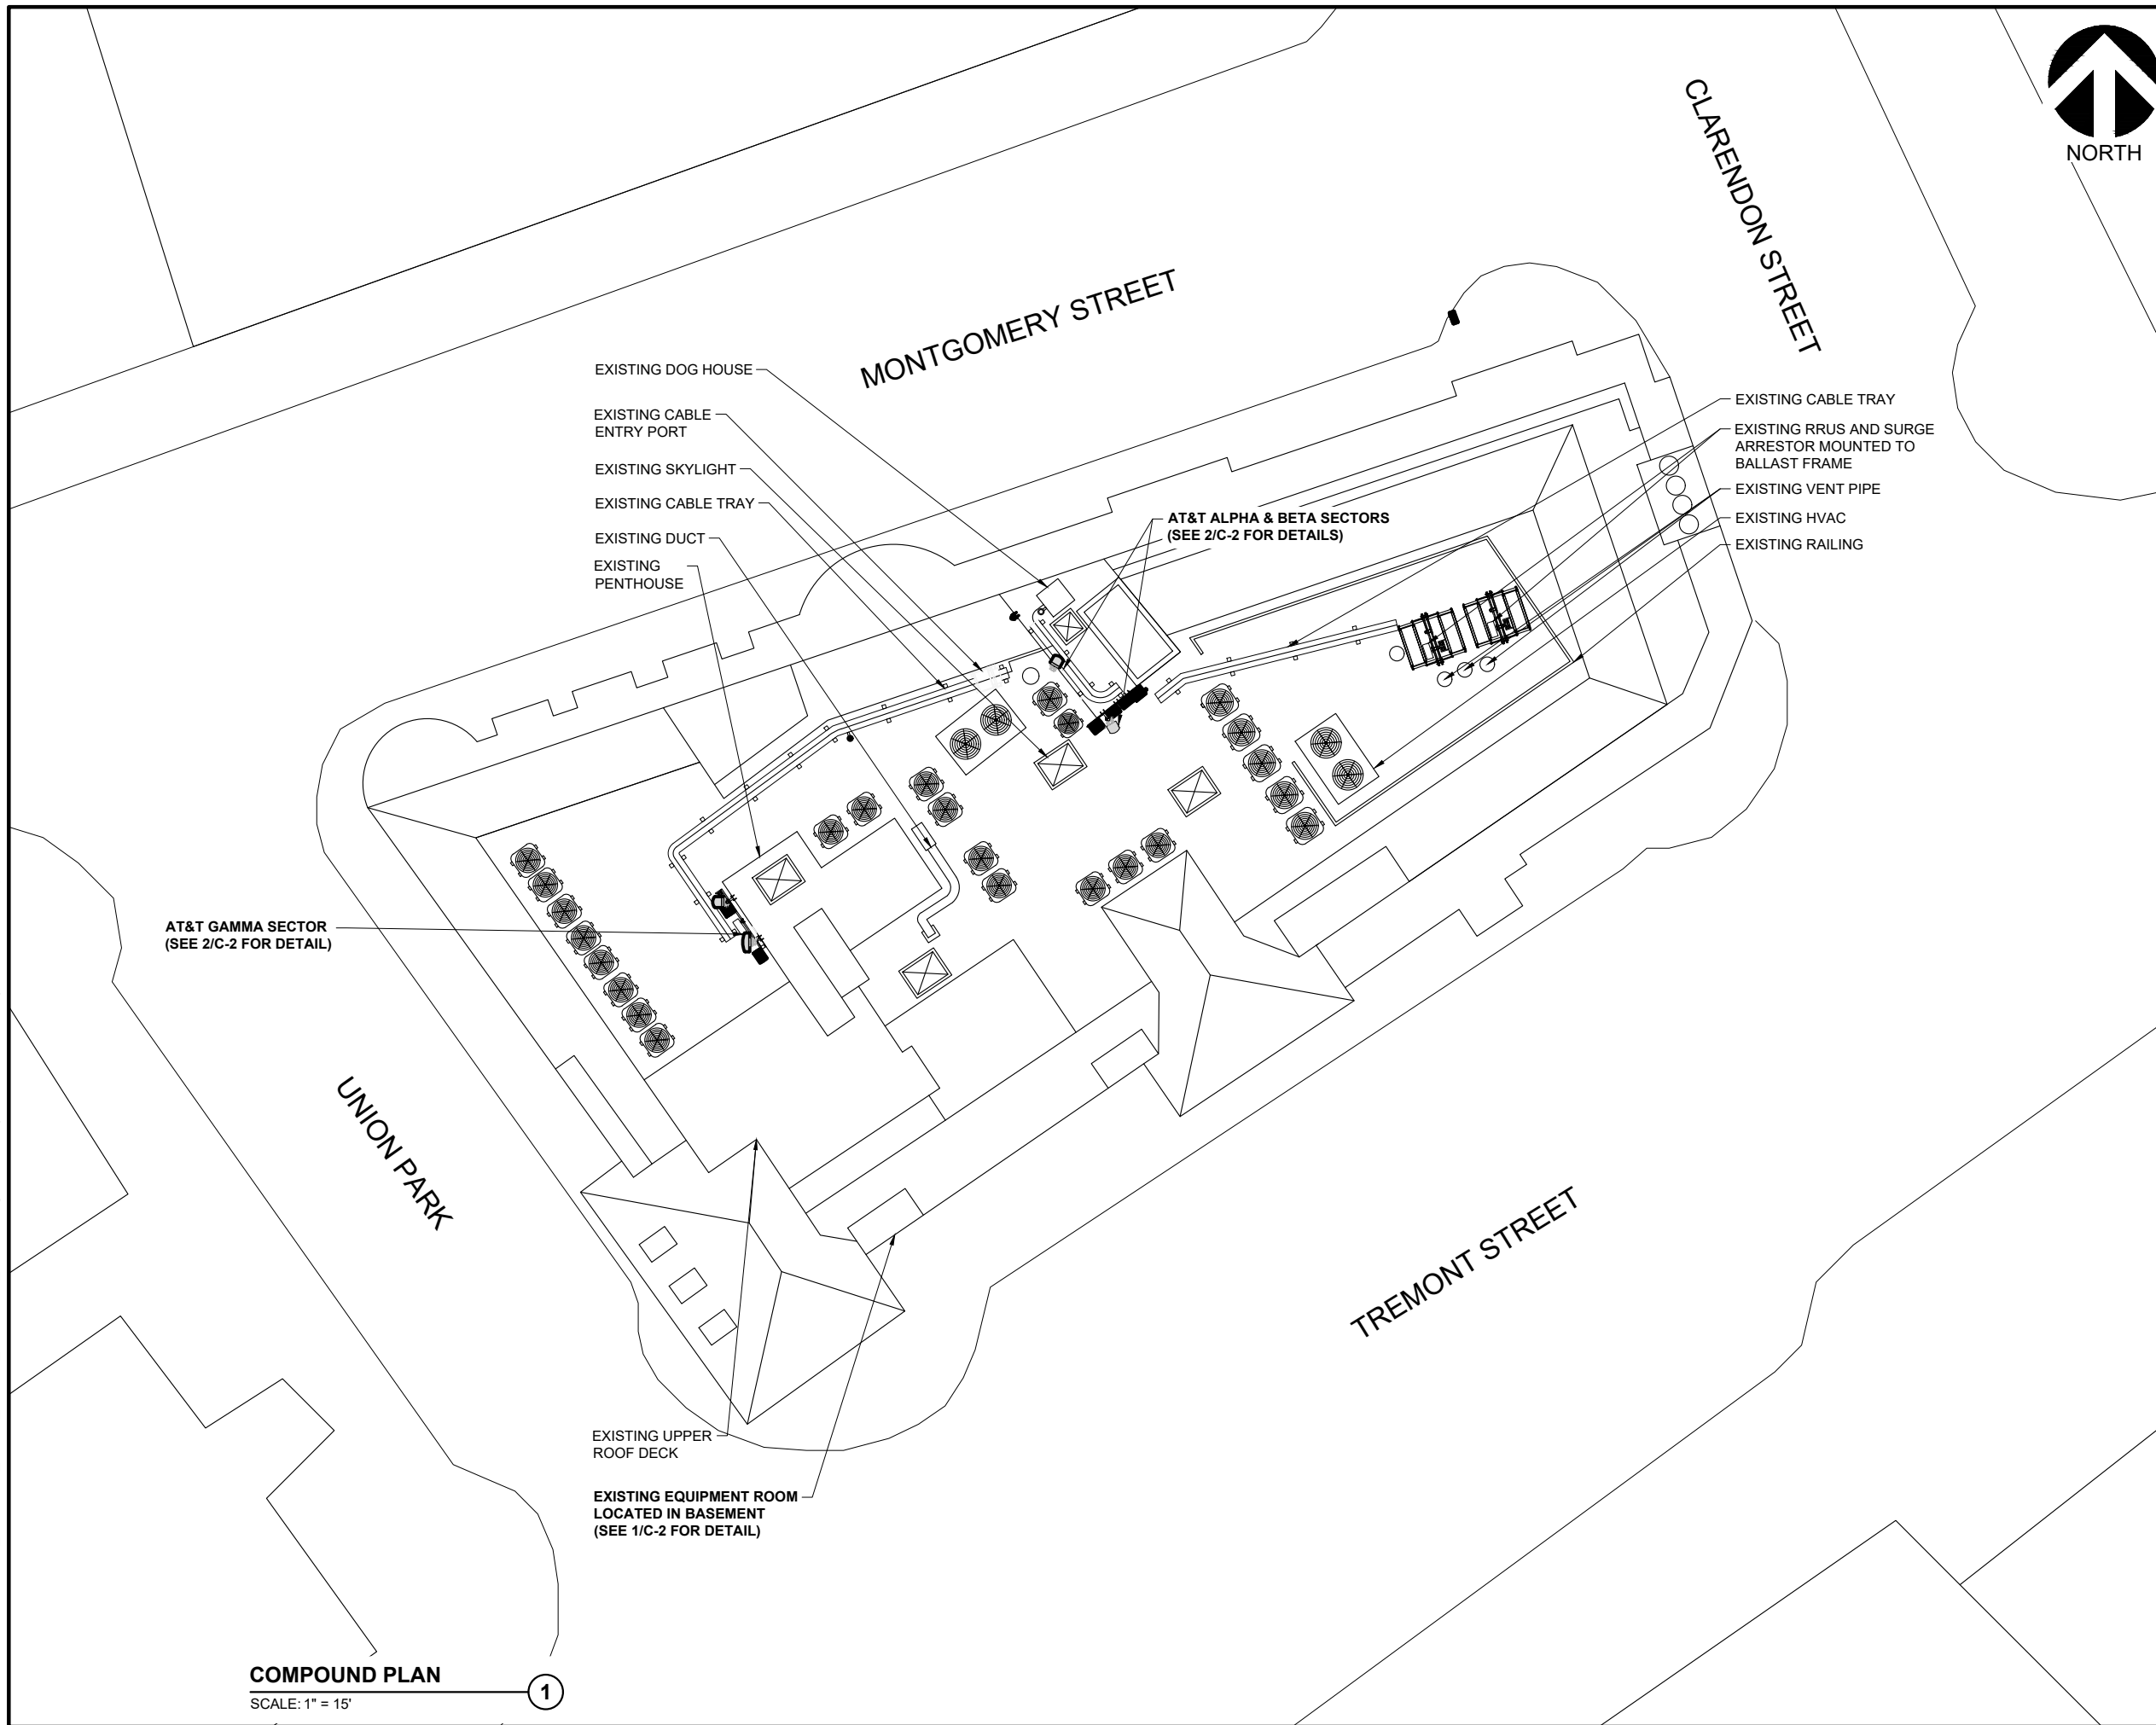 NORTH
CLARENDON STREET
MONTGOMERY STREET
EXISTING DOG HOUSE
EXISTING CABLE
ENTRY PORT
EXISTING SKYLIGHT
EXISTING CABLE TRAY
EXISTING DUCT
EXISTING
PENTHOUSE
EXISTING CABLE TRAY
EXISTING RRUS AND SURGE
ARRESTOR MOUNTED TO
BALLAST FRAME
EXISTING VENT PIPE
EXISTING HVAC
EXISTING RAILING
AT&T ALPHA & BETA SECTORS
(SEE 2/C-2 FOR DETAILS)
AT&T GAMMA SECTOR
(SEE 2/C-2 FOR DETAIL)
UNION PARK
TREMONT STREET
EXISTING UPPER
ROOF DECK
EXISTING EQUIPMENT ROOM
LOCATED IN BASEMENT
(SEE 1/C-2 FOR DETAIL)
COMPOUND PLAN
SCALE: 1" = 15'
1